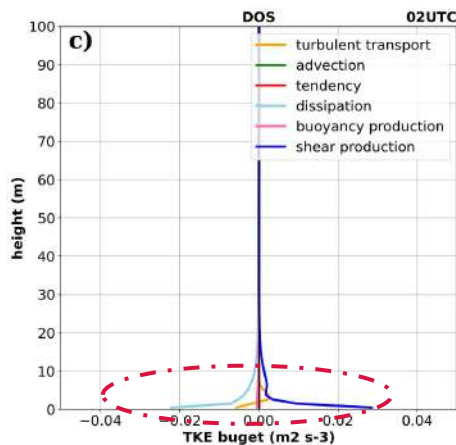 DOS 02UTC
c)
turbulent transport
advection
tendency
dissipation
buoyancy production
shear production
100
90
80
70
60
50
40
30
20
10
0
height (m)
−0.04 −0.02 0.00 0.02 0.04
TKE buget (m2 s-3)